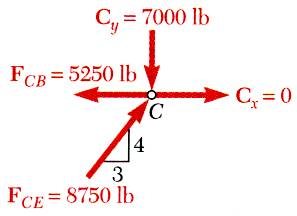 C_y = 7000 lb
F_CB = 5250 lb
C
C_x = 0
4
3
F_CE = 8750 lb